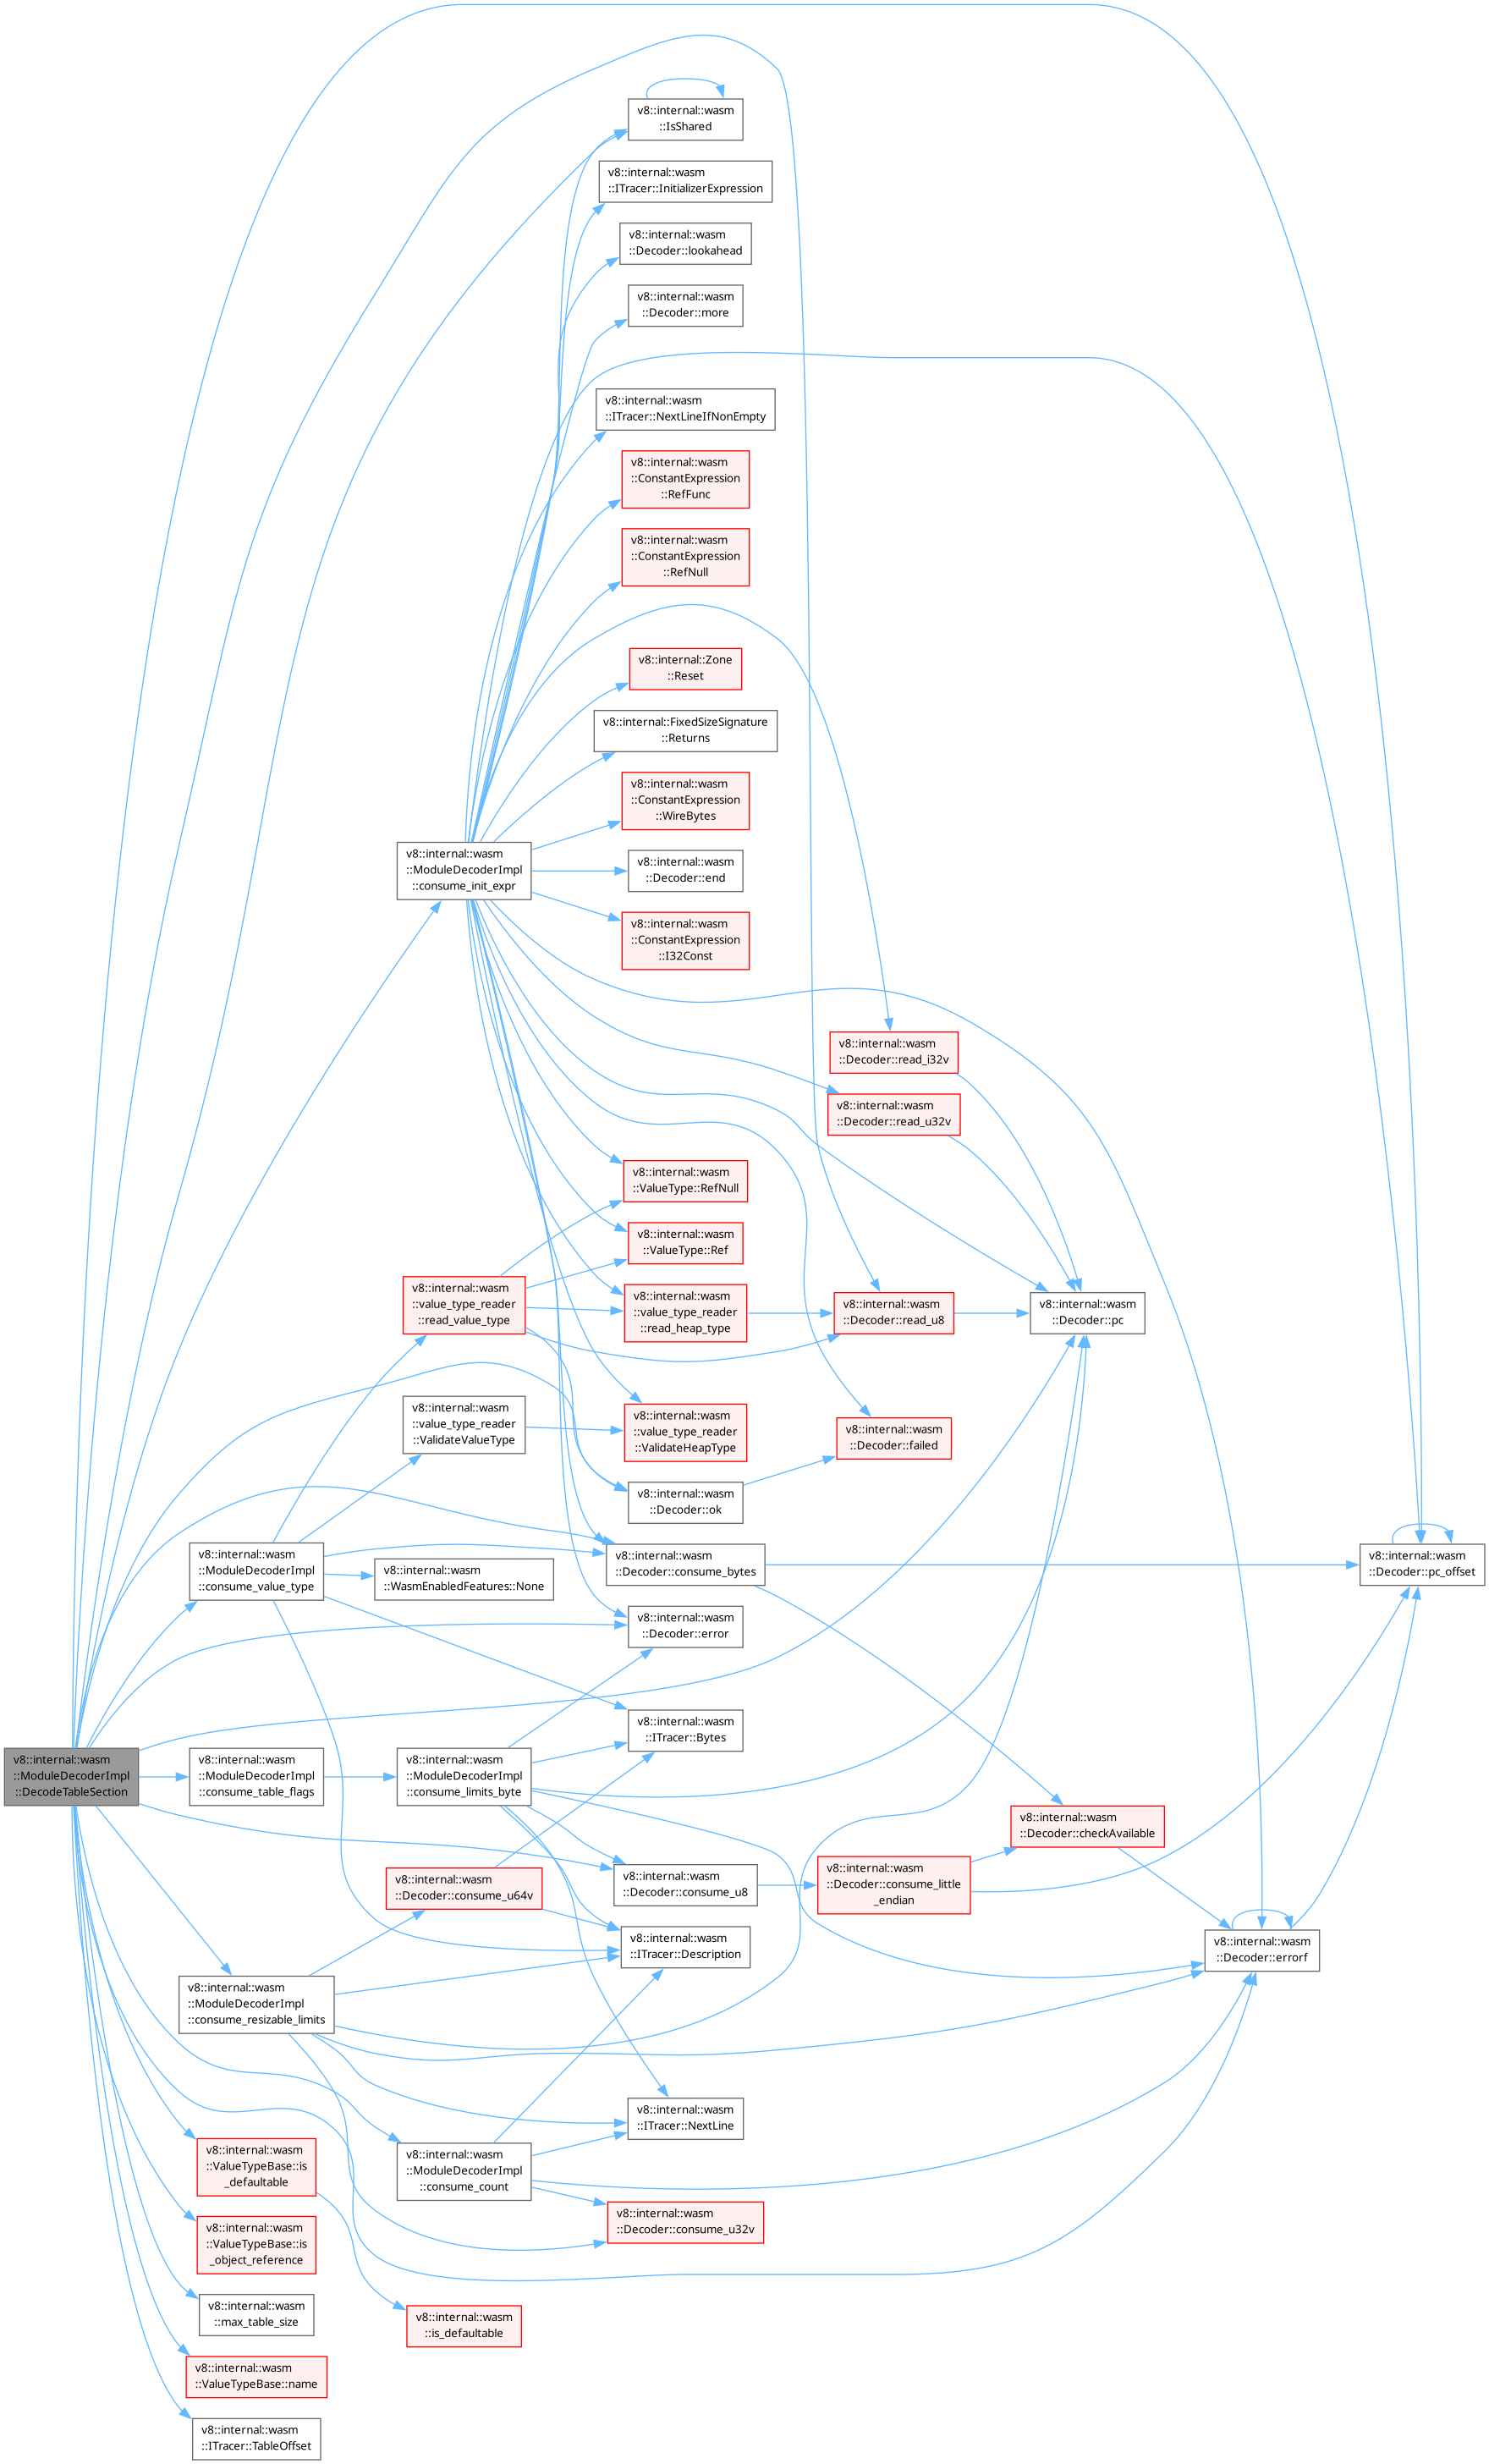 v8::internal::wasm
::IsShared
v8::internal::wasm
::ITracer::InitializerExpression
v8::internal::wasm
::Decoder::lookahead
v8::internal::wasm
::Decoder::more
v8::internal::wasm
::ITracer::NextLineIfNonEmpty
v8::internal::wasm
::ConstantExpression
::RefFunc
v8::internal::wasm
::ConstantExpression
::RefNull
v8::internal::Zone
::Reset
v8::internal::FixedSizeSignature
::Returns
v8::internal::wasm
::ConstantExpression
::WireBytes
v8::internal::wasm
::ModuleDecoderImpl
::consume_init_expr
v8::internal::wasm
::Decoder::end
v8::internal::wasm
::ConstantExpression
::I32Const
v8::internal::wasm
::Decoder::read_i32v
v8::internal::wasm
::Decoder::read_u32v
v8::internal::wasm
::ValueType::RefNull
v8::internal::wasm
::ValueType::Ref
v8::internal::wasm
::value_type_reader
::read_value_type
v8::internal::wasm
::value_type_reader
::read_heap_type
v8::internal::wasm
::Decoder::read_u8
v8::internal::wasm
::Decoder::pc
v8::internal::wasm
::value_type_reader
::ValidateValueType
v8::internal::wasm
::value_type_reader
::ValidateHeapType
v8::internal::wasm
::Decoder::failed
v8::internal::wasm
::Decoder::ok
v8::internal::wasm
::ModuleDecoderImpl
::consume_value_type
v8::internal::wasm
::WasmEnabledFeatures::None
v8::internal::wasm
::Decoder::consume_bytes
v8::internal::wasm
::Decoder::pc_offset
v8::internal::wasm
::Decoder::error
v8::internal::wasm
::ITracer::Bytes
v8::internal::wasm
::ModuleDecoderImpl
::DecodeTableSection
v8::internal::wasm
::ModuleDecoderImpl
::consume_table_flags
v8::internal::wasm
::ModuleDecoderImpl
::consume_limits_byte
v8::internal::wasm
::Decoder::checkAvailable
v8::internal::wasm
::Decoder::consume_u64v
v8::internal::wasm
::Decoder::consume_u8
v8::internal::wasm
::Decoder::consume_little
_endian
v8::internal::wasm
::ITracer::Description
v8::internal::wasm
::Decoder::errorf
v8::internal::wasm
::ModuleDecoderImpl
::consume_resizable_limits
v8::internal::wasm
::ITracer::NextLine
v8::internal::wasm
::ValueTypeBase::is
_defaultable
v8::internal::wasm
::ModuleDecoderImpl
::consume_count
v8::internal::wasm
::Decoder::consume_u32v
v8::internal::wasm
::ValueTypeBase::is
_object_reference
v8::internal::wasm
::max_table_size
v8::internal::wasm
::is_defaultable
v8::internal::wasm
::ValueTypeBase::name
v8::internal::wasm
::ITracer::TableOffset